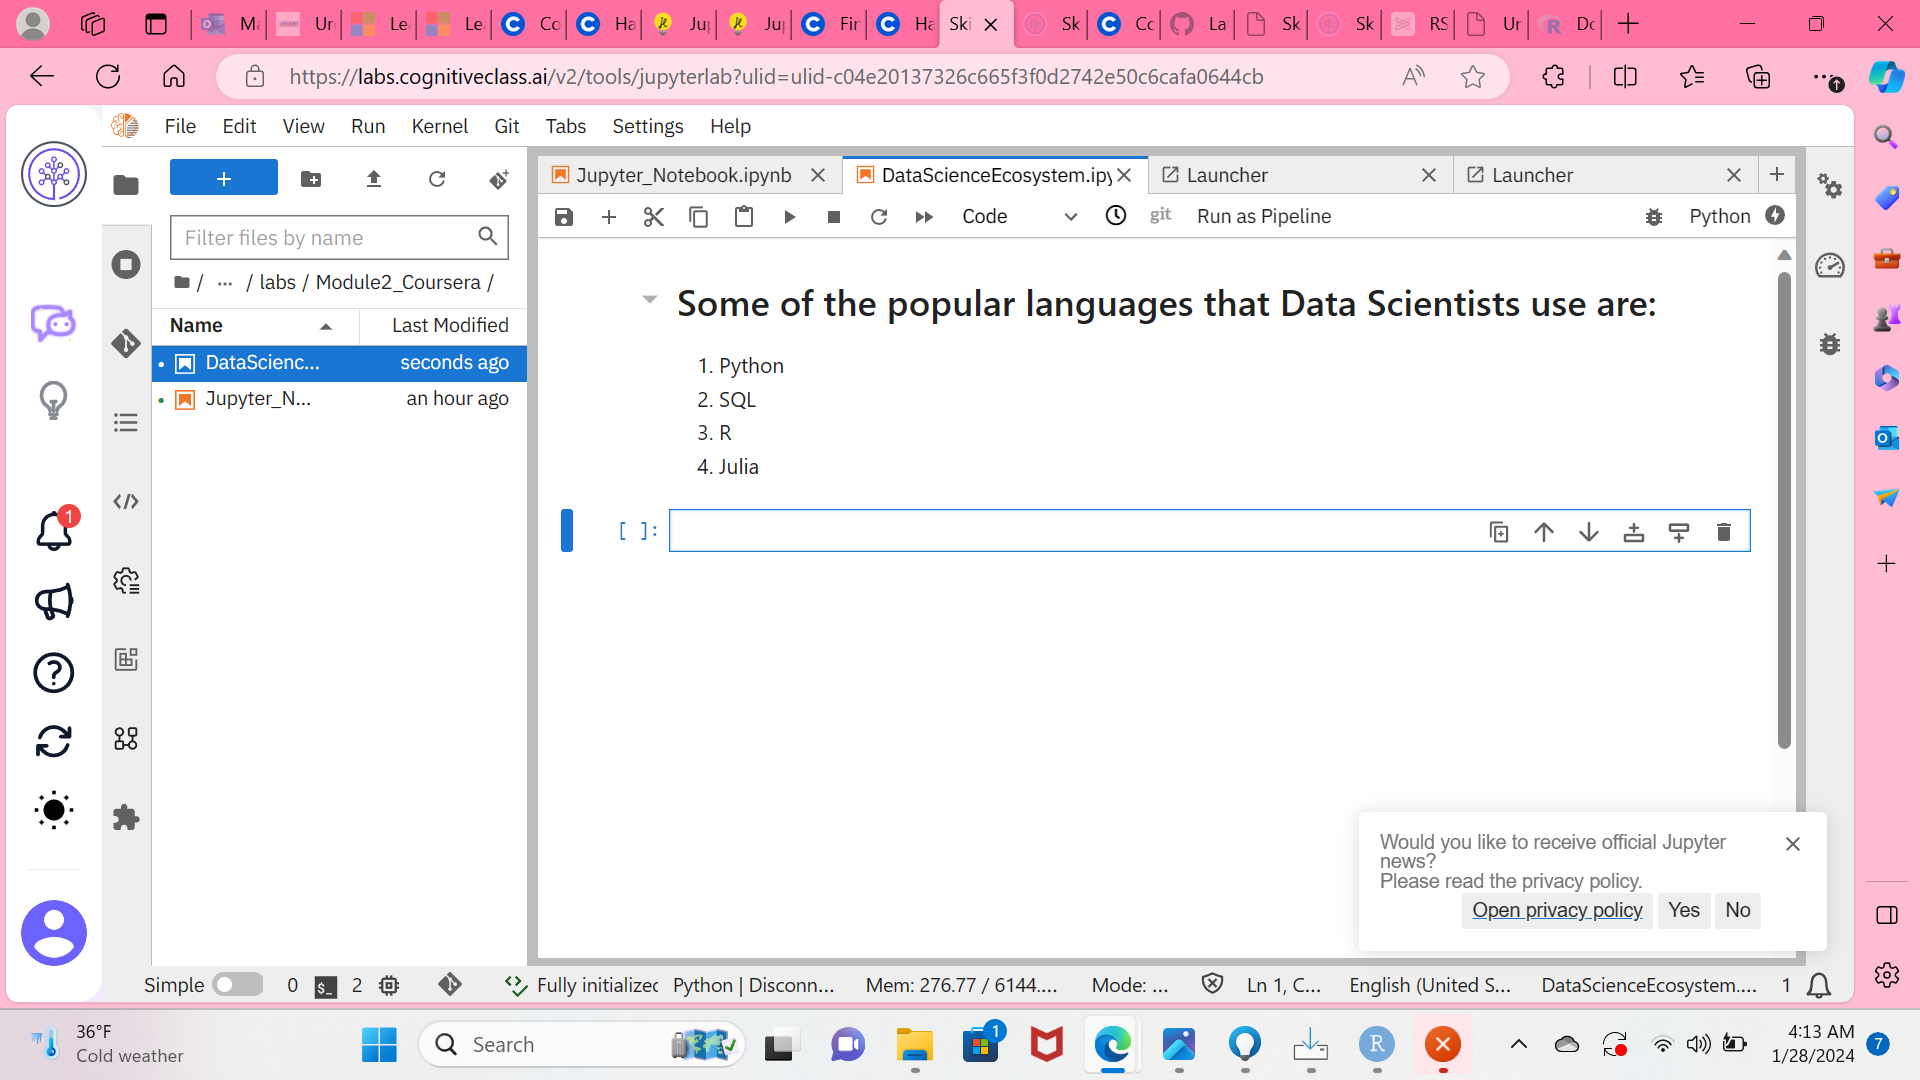 Ma
Ur
Le
Le
Co
Ha
Ju
Ju
Fir
Ha
Ski
Sk
Co
La
Sk
Sk
RS
Ur
Do
https://labs.cognitiveclass.ai/v2/tools/jupyterlab?ulid=ulid-c04e20137326c665f3f0d2742e50c6cafa0644cb
File Edit View Run Kernel Git Tabs Settings Help
Jupyter_Notebook.ipynb
DataScienceEcosystem.ipy
Launcher
Launcher
Code
git
Run as Pipeline
Python
Filter files by name
/ ... / labs / Module2_Coursera /
Name
Last Modified
DataScienc...
seconds ago
Jupyter_N...
an hour ago
Some of the popular languages that Data Scientists use are:
1. Python
2. SQL
3. R
4. Julia
[ ]:
1
Would you like to receive official Jupyter
news?
Please read the privacy policy.
Open privacy policy
Yes
No
Simple
0
$_
2
Fully initialized
Python | Disconn...
Mem: 276.77 / 6144....
Mode: ...
Ln 1, C...
English (United S...
DataScienceEcosystem....
1
36°F
Cold weather
Search
1
R
4:13 AM
1/28/2024
7